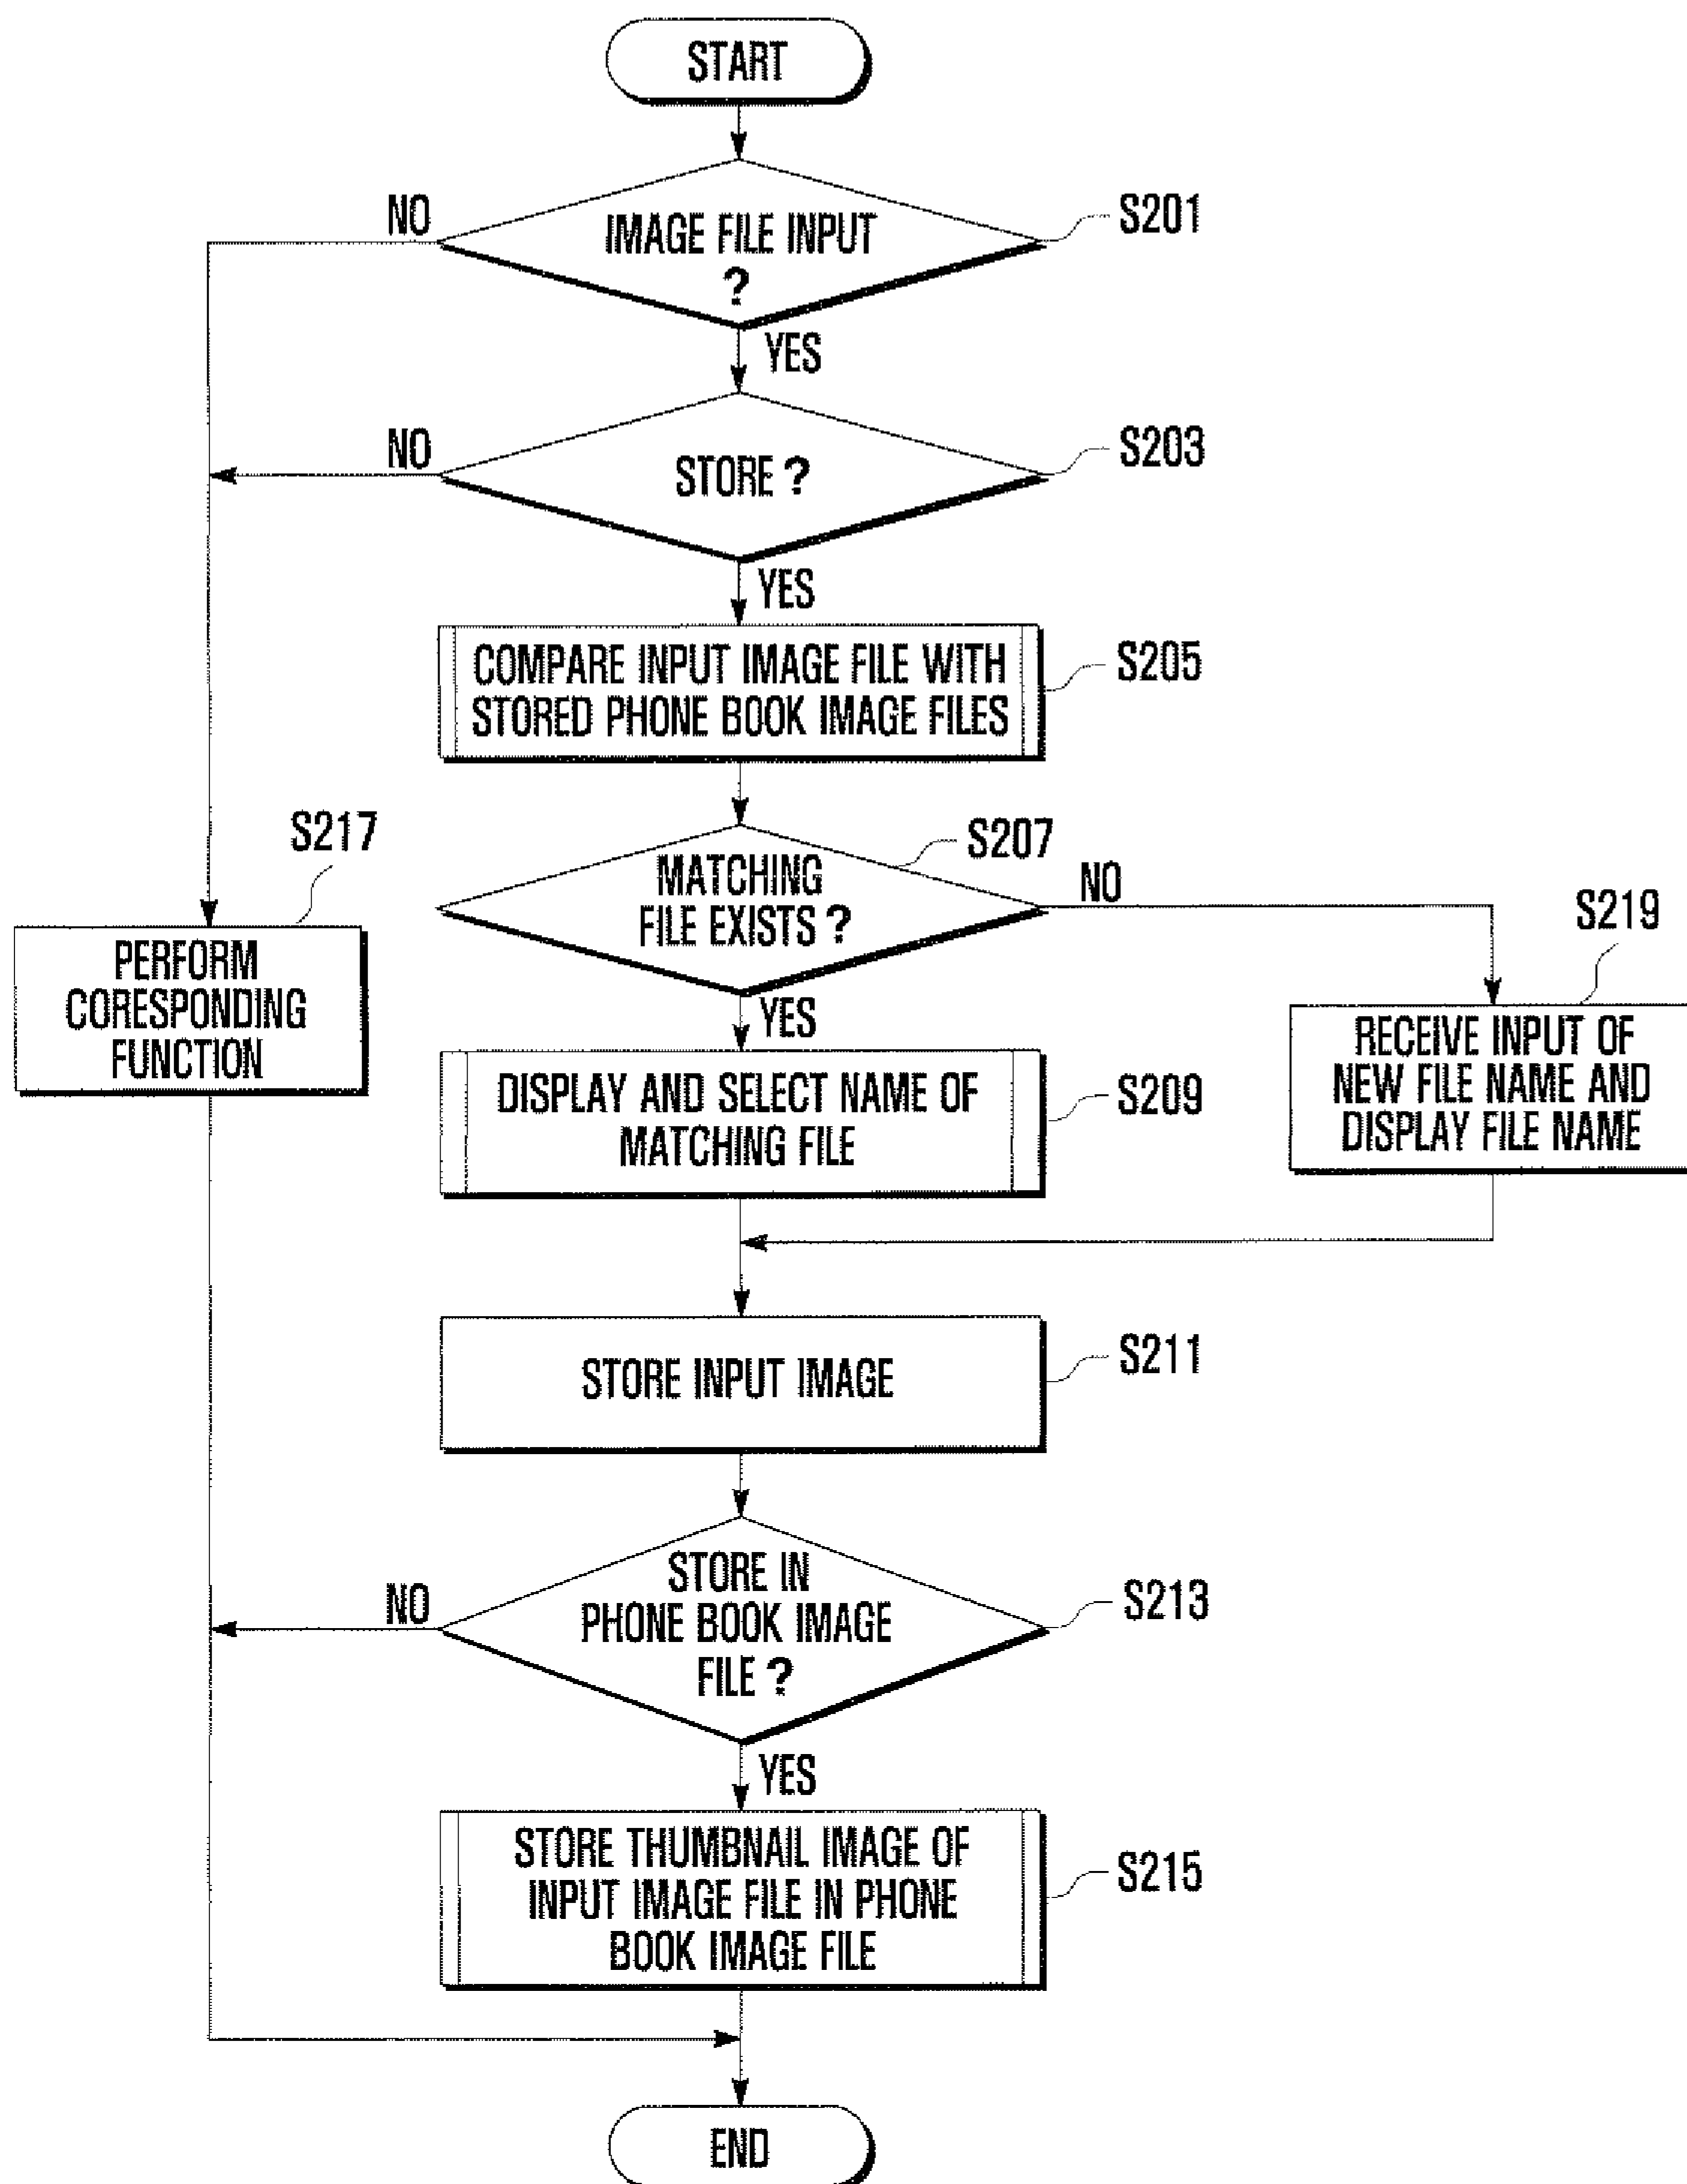 START
NO
IMAGE FILE INPUT
?
S201
YES
NO
STORE ?
S203
YES
COMPARE INPUT IMAGE FILE WITH
STORED PHONE BOOK IMAGE FILES
S205
S217
PERFORM
CORESPONDING
FUNCTION
MATCHING
FILE EXISTS ?
S207
NO
S219
RECEIVE INPUT OF
NEW FILE NAME AND
DISPLAY FILE NAME
YES
DISPLAY AND SELECT NAME OF
MATCHING FILE
S209
STORE INPUT IMAGE
S211
NO
STORE IN
PHONE BOOK IMAGE
FILE ?
S213
YES
STORE THUMBNAIL IMAGE OF
INPUT IMAGE FILE IN PHONE
BOOK IMAGE FILE
S215
END